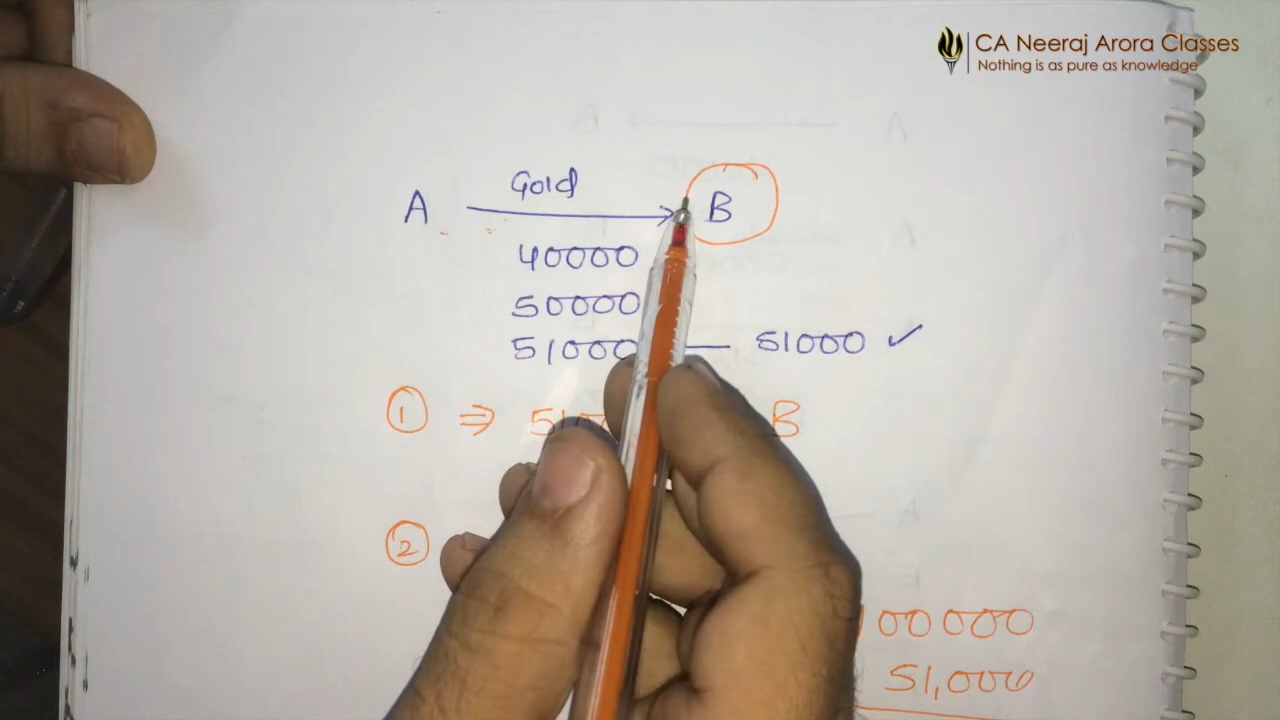 CA Neeraj Arora Classes
Nothing is as pure as knowledge
Gold
A → B
40000
50000
51000 — 51000 ✓
① ⇒ B
②
51,000